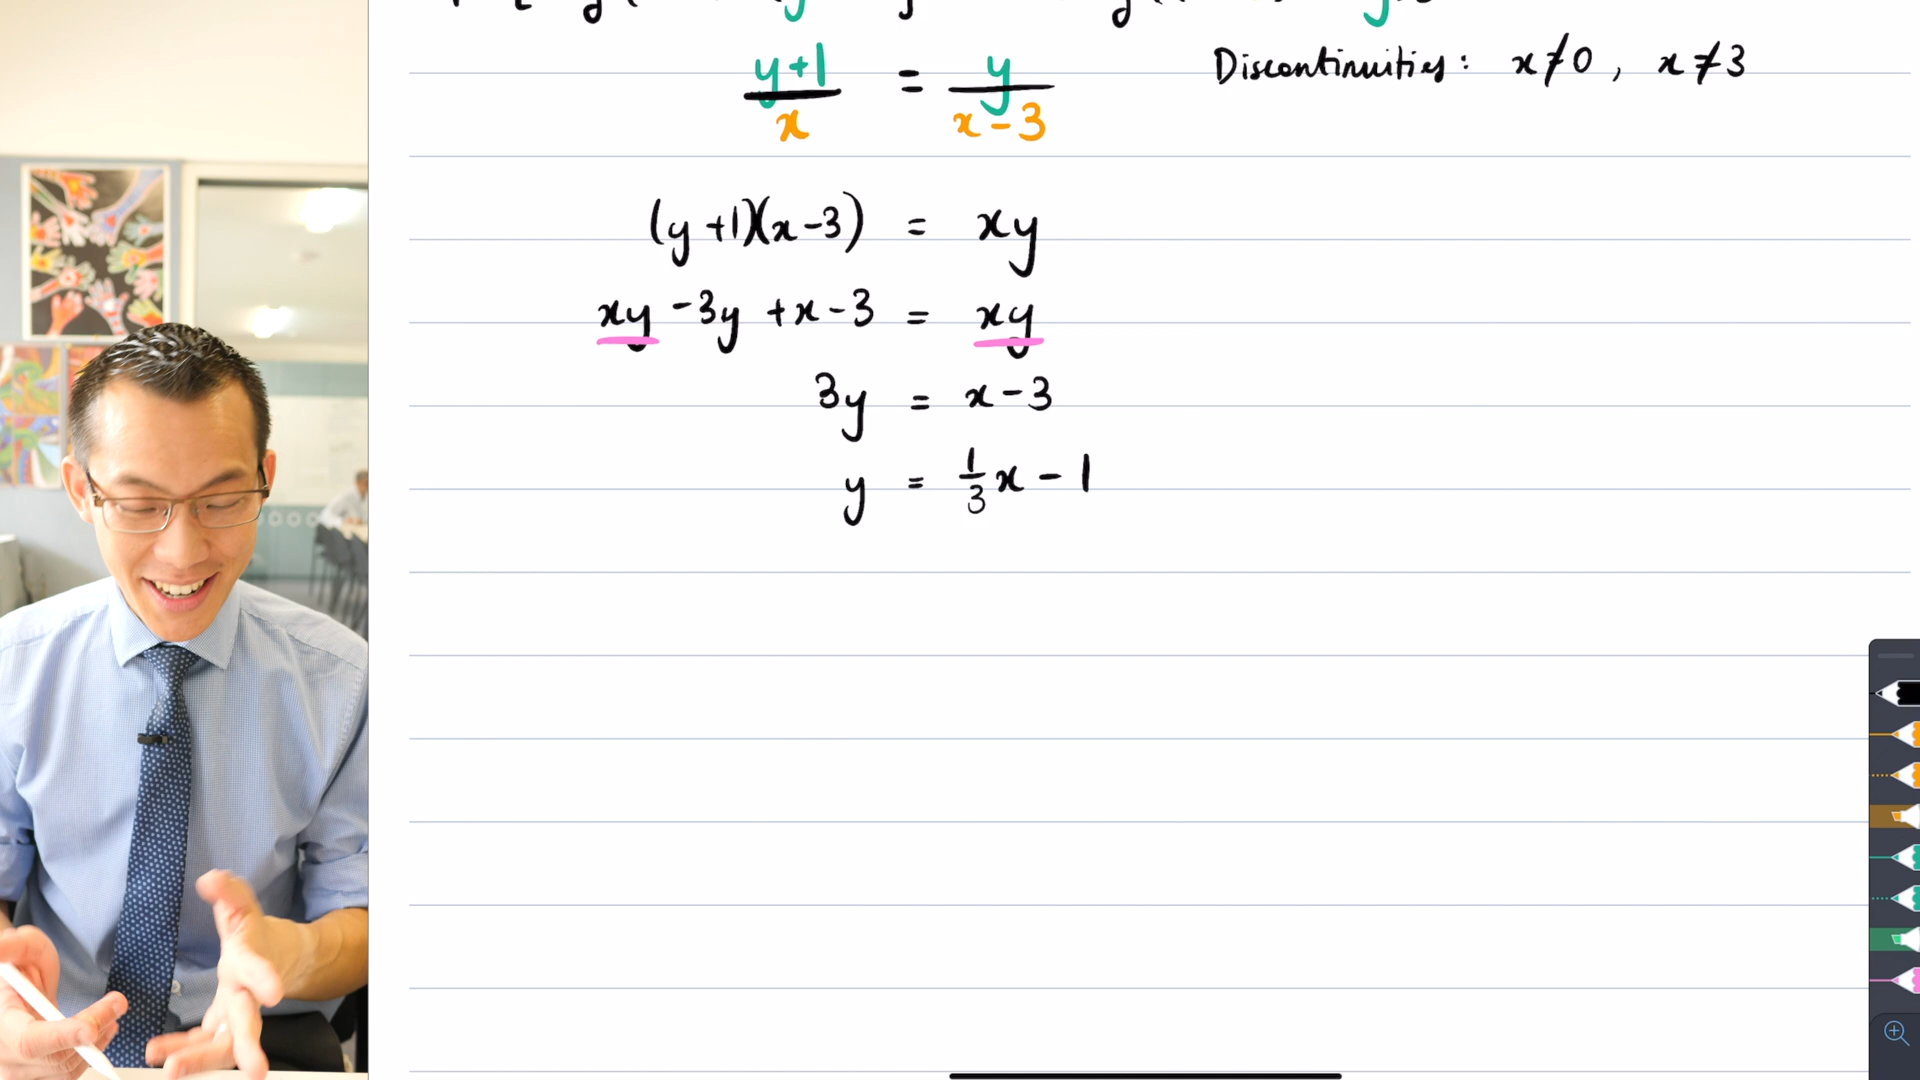 y+1/x = y/x-3
Discontinuities: x≠0, x≠3
(y+1)(x-3) = xy
xy -3y +x-3 = xy
3y = x-3
y = 1/3 x - 1